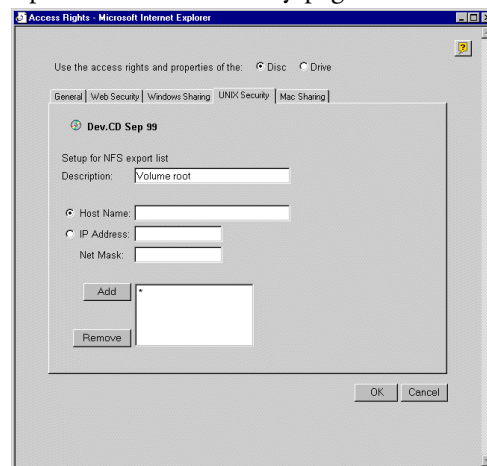 Access Rights - Microsoft Internet Explorer
?
Use the access rights and properties of the: Disc Drive
General Web Security Windows Sharing UNIX Security Mac Sharing
Dev.CD Sep 99
Setup for NFS export list
Description: Volume root
Host Name:
IP Address:
Net Mask:
Add *
Remove
OK Cancel